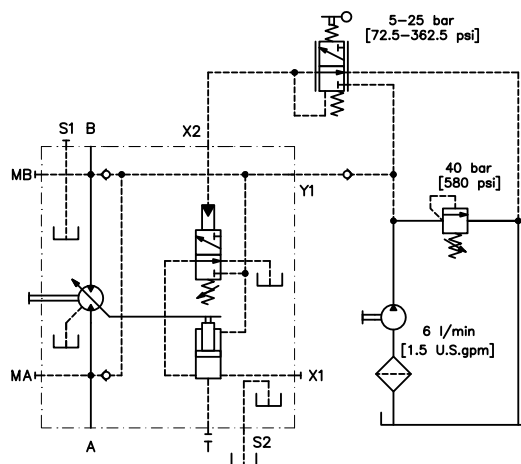 5-25 bar
[72.5-362.5 psi]
S1
B
X2
MB
Y1
40 bar
[580 psi]
6 l/min
[1.5 U.S.gpm]
MA
X1
A
T
S2